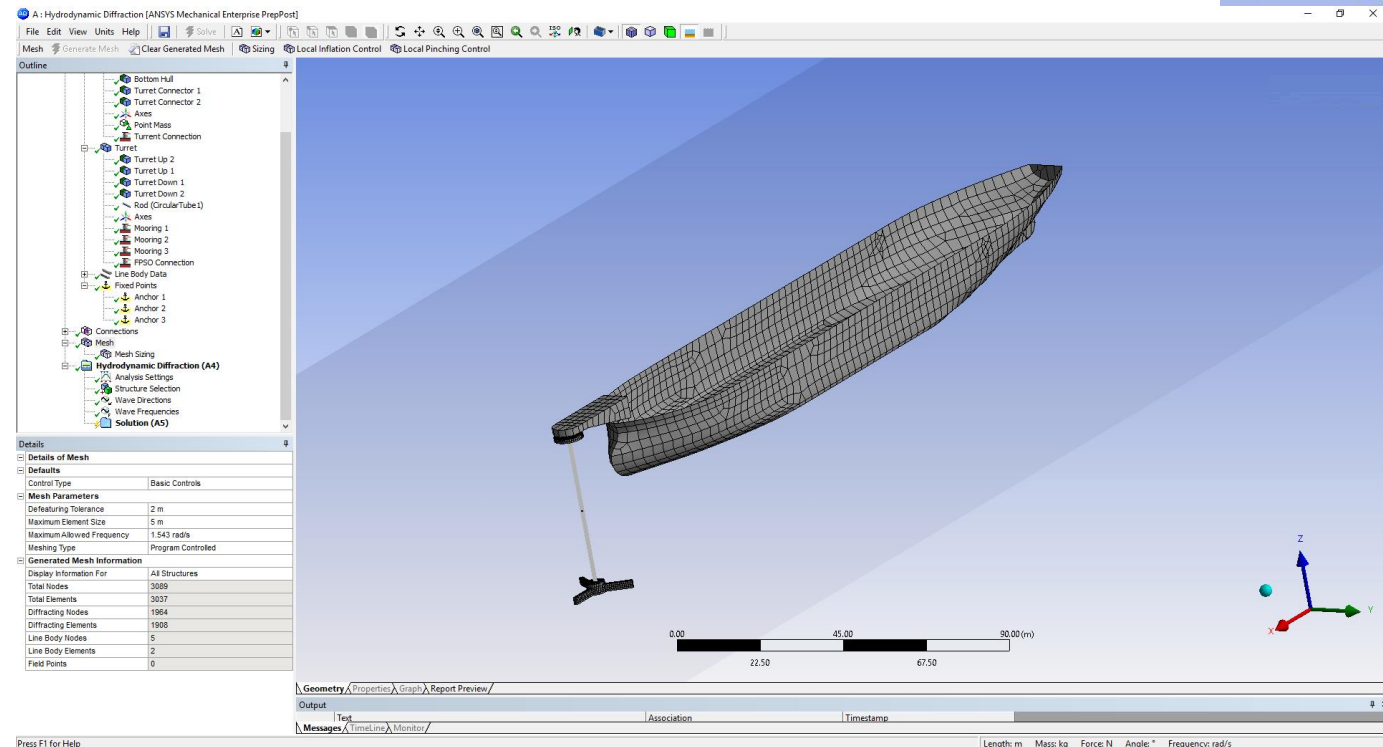 A : Hydrodynamic Diffraction [ANSYS Mechanical Enterprise PrepPost]
File Edit View Units Help Solve
Mesh Generate Mesh Clear Generated Mesh Sizing Local Inflation Control Local Pinching Control
Outline
Bottom Hull
Turret Connector 1
Turret Connector 2
Axes
Point Mass
Turrent Connection
Turret
Turret Up 2
Turret Up 1
Turret Down 1
Turret Down 2
Rod (CircularTube1)
Axes
Mooring 1
Mooring 2
Mooring 3
FPSO Connection
Line Body Data
Fixed Points
Anchor 1
Anchor 2
Anchor 3
Connections
Mesh
Mesh Sizing
Hydrodynamic Diffraction (A4)
Analysis Settings
Structure Selection
Wave Directions
Wave Frequencies
Solution (A5)
Details
Details of Mesh
Defaults
Control Type Basic Controls
Mesh Parameters
Defeaturing Tolerance 2 m
Maximum Element Size 5 m
Maximum Allowed Frequency 1.543 rad/s
Meshing Type Program Controlled
Generated Mesh Information
Display Information For All Structures
Total Nodes 3089
Total Elements 3037
Diffracting Nodes 1964
Diffracting Elements 1908
Line Body Nodes 5
Line Body Elements 2
Field Points 0
Z
Y
X
0.00 45.00 90.00 (m)
22.50 67.50
Geometry Properties Graph Report Preview
Output
Text Association Timestamp
Messages TimeLine Monitor
Press F1 for Help Length: m Mass: kg Force: N Angle: ° Frequency: rad/s